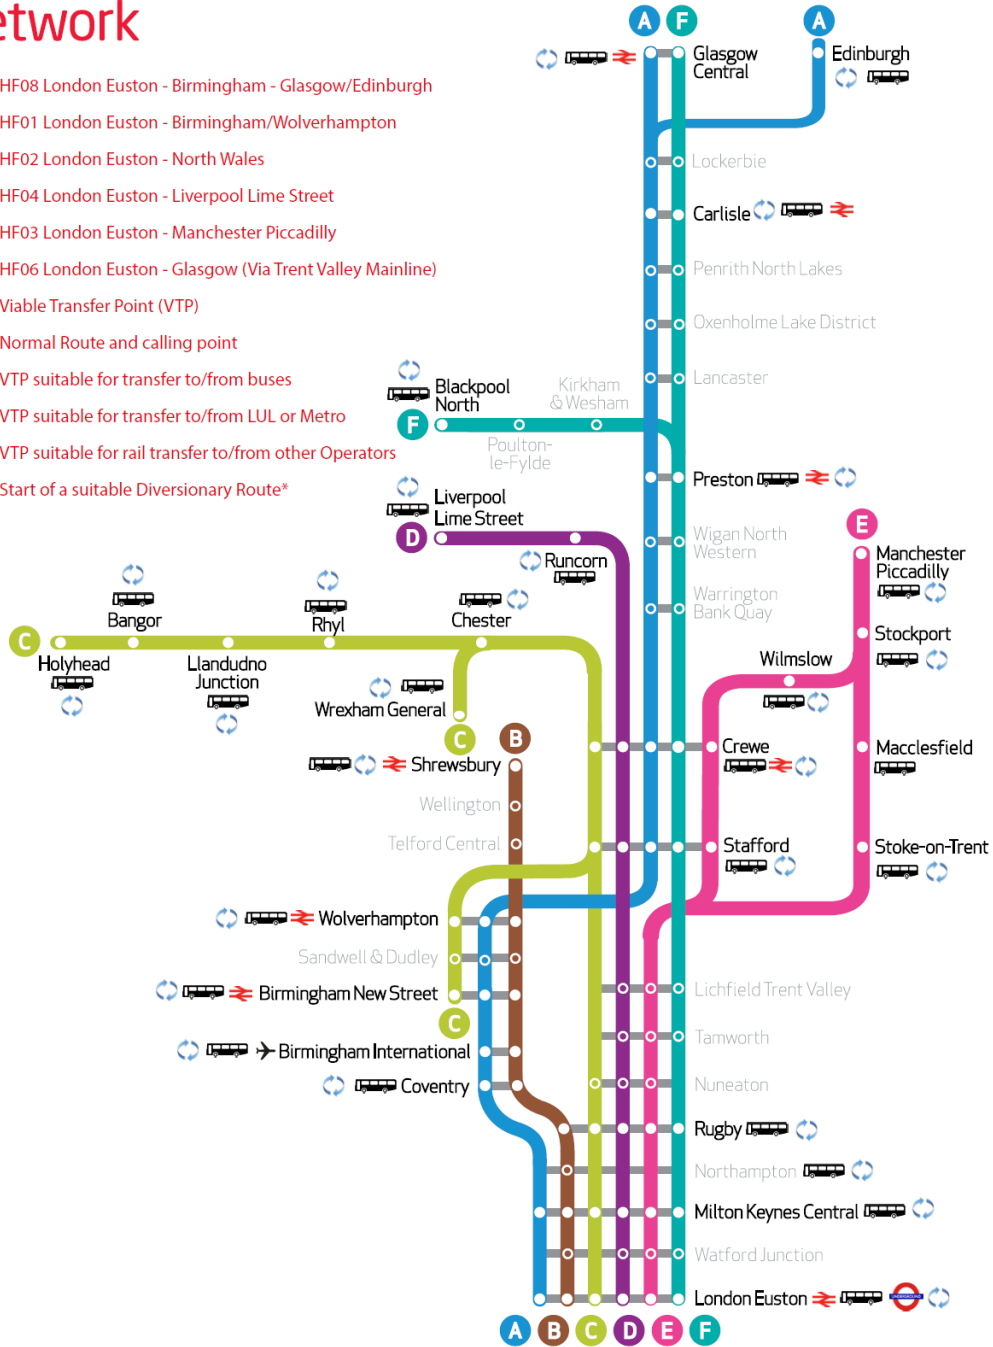 etwork
HF08 London Euston - Birmingham - Glasgow/Edinburgh
HF01 London Euston - Birmingham/Wolverhampton
HF02 London Euston - North Wales
HF04 London Euston - Liverpool Lime Street
HF03 London Euston - Manchester Piccadilly
HF06 London Euston - Glasgow (Via Trent Valley Mainline)
Viable Transfer Point (VTP)
Normal Route and calling point
VTP suitable for transfer to/from buses
VTP suitable for transfer to/from LUL or Metro
VTP suitable for rail transfer to/from other Operators
Start of a suitable Diversionary Route*
A
F
A
Glasgow
Central
Edinburgh
Lockerbie
Carlisle
Penrith North Lakes
Oxenholme Lake District
Lancaster
Blackpool
North
Kirkham
& Wesham
F
Poulton-
le-Fylde
Preston
Liverpool
Lime Street
D
Runcorn
Wigan North
Western
E
Manchester
Piccadilly
Warrington
Bank Quay
Bangor
Rhyl
Chester
C
Holyhead
Llandudno
Junction
Stockport
Wilmslow
Wrexham General
C
B
Crewe
Macclesfield
Shrewsbury
Wellington
Telford Central
Stafford
Stoke-on-Trent
Wolverhampton
Sandwell & Dudley
Birmingham New Street
C
Lichfield Trent Valley
Tamworth
Birmingham International
Coventry
Nuneaton
Rugby
Northampton
Milton Keynes Central
Watford Junction
London Euston
UNDERGROUND
A
B
C
D
E
F